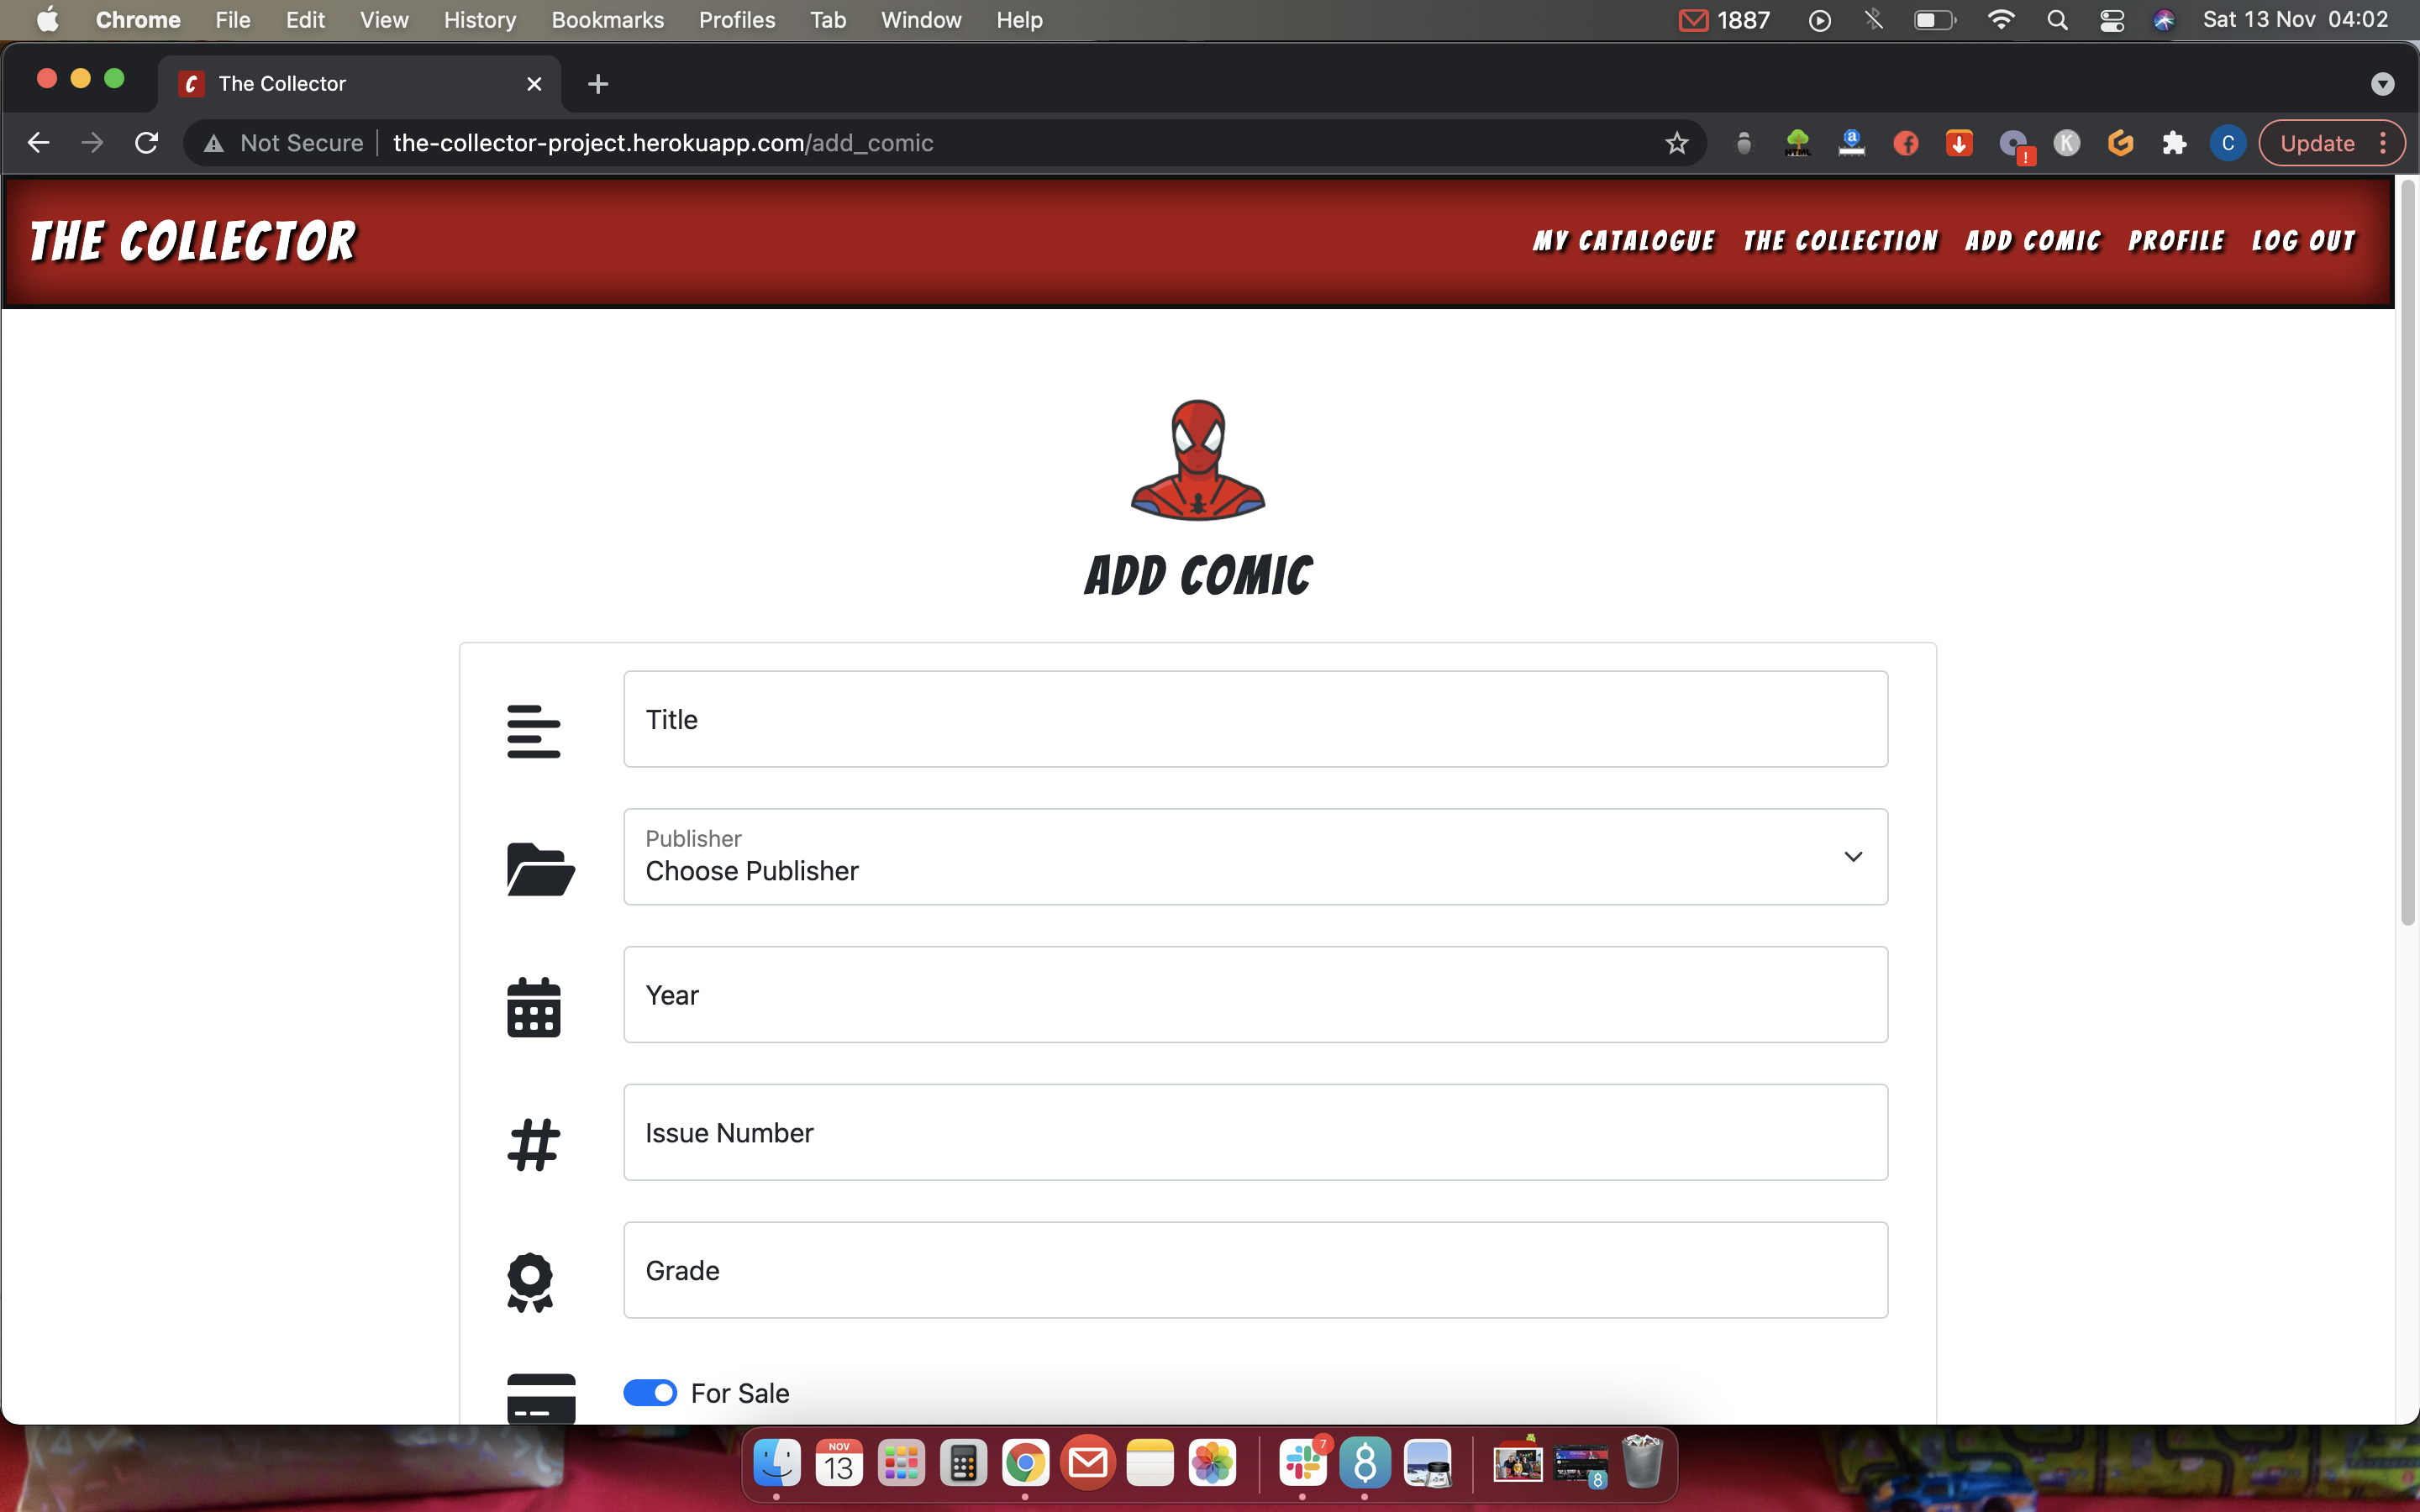 Chrome File Edit View History Bookmarks Profiles Tab Window Help 1887 Sat 13 Nov 04:02
C The Collector
Not Secure the-collector-project.herokuapp.com/add_comic HTML a K C Update
THE COLLECTOR MY CATALOGUE THE COLLECTION ADD COMIC PROFILE LOG OUT
ADD COMIC
Title
Publisher
Choose Publisher
Year
Issue Number
Grade
For Sale
NOV
13
7
8
8